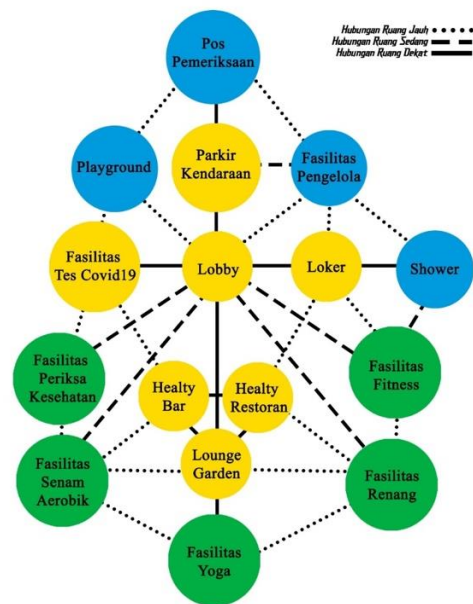 Hubungan Ruang Jauh
Hubungan Ruang Sedang
Hubungan Ruang Dekat
Pos
Pemeriksaan
Playground
Parkir
Kendaraan
Fasilitas
Pengelola
Fasilitas
Tes Covid19
Lobby
Loker
Shower
Fasilitas
Periksa
Kesehatan
Healty
Bar
Healty
Restoran
Fasilitas
Fitness
Fasilitas
Senam
Aerobik
Lounge
Garden
Fasilitas
Renang
Fasilitas
Yoga